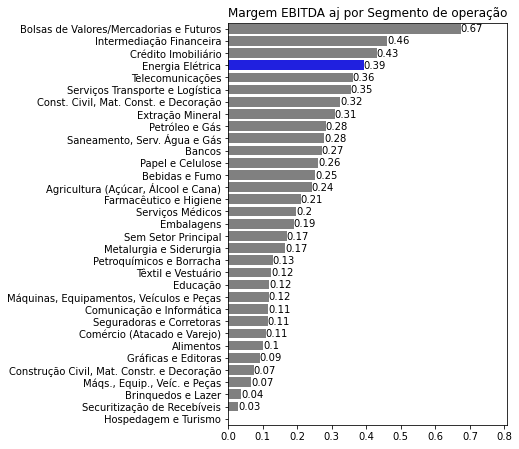 Margem EBITDA aj por Segmento de operação
Bolsas de Valores/Mercadorias e Futuros 0.67
Intermediação Financeira 0.46
Crédito Imobiliário 0.43
Energia Elétrica 0.39
Telecomunicações 0.36
Serviços Transporte e Logística 0.35
Const. Civil, Mat. Const. e Decoração 0.32
Extração Mineral 0.31
Petróleo e Gás 0.28
Saneamento, Serv. Água e Gás 0.28
Bancos 0.27
Papel e Celulose 0.26
Bebidas e Fumo 0.25
Agricultura (Açúcar, Álcool e Cana) 0.24
Farmacêutico e Higiene 0.21
Serviços Médicos 0.2
Embalagens 0.19
Sem Setor Principal 0.17
Metalurgia e Siderurgia 0.17
Petroquímicos e Borracha 0.13
Têxtil e Vestuário 0.12
Educação 0.12
Máquinas, Equipamentos, Veículos e Peças 0.12
Comunicação e Informática 0.11
Seguradoras e Corretoras 0.11
Comércio (Atacado e Varejo) 0.11
Alimentos 0.1
Gráficas e Editoras 0.09
Construção Civil, Mat. Constr. e Decoração 0.07
Máqs., Equip., Veíc. e Peças 0.07
Brinquedos e Lazer 0.04
Securitização de Recebíveis 0.03
Hospedagem e Turismo
0.0 0.1 0.2 0.3 0.4 0.5 0.6 0.7 0.8